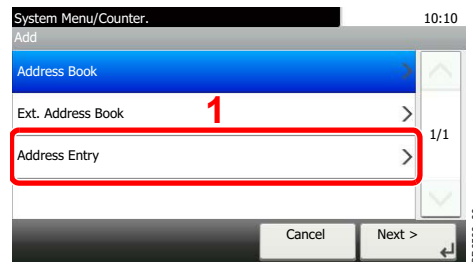 System Menu/Counter.
10:10
Add
Address Book
Ext. Address Book
1
1/1
Address Entry
Cancel
Next >